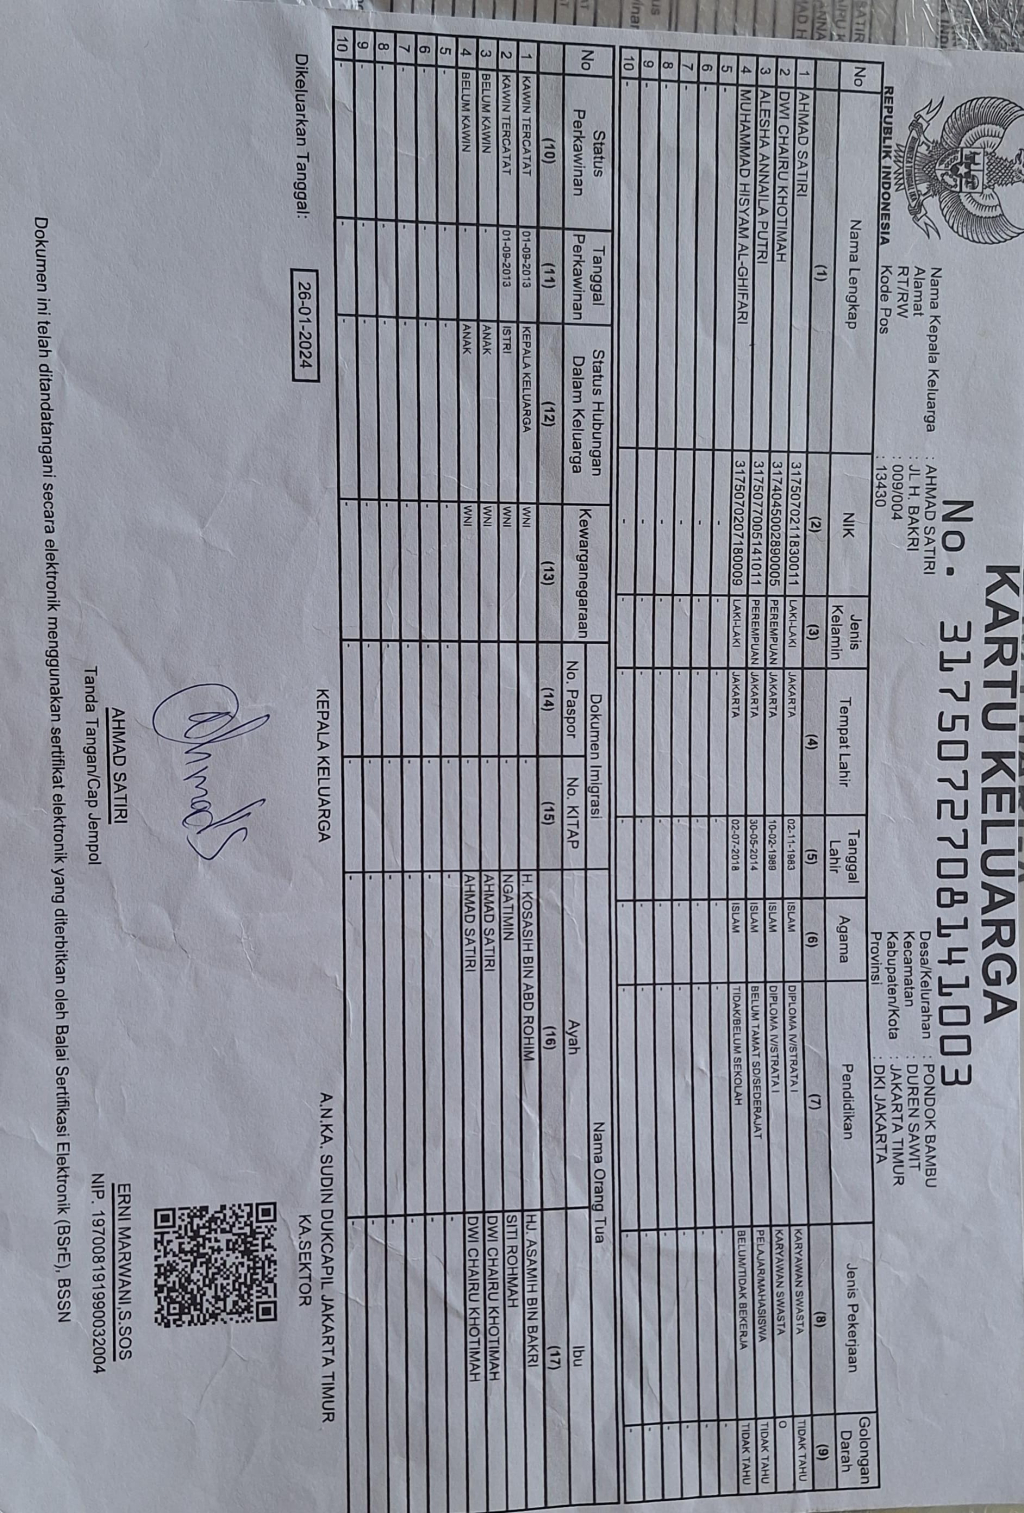 KARTU KELUARGA
No. 3175072708141003
REPUBLIK INDONESIA
Nama Kepala Keluarga : AHMAD SATIRI
Alamat : JL H. BAKRI
RT/RW : 009/004
Kode Pos : 13430
Desa/Kelurahan : PONDOK BAMBU
Kecamatan : DUREN SAWIT
Kabupaten/Kota : JAKARTA TIMUR
Provinsi : DKI JAKARTA
No Nama Lengkap NIK Jenis Kelamin Tempat Lahir Tanggal Lahir Agama Pendidikan Jenis Pekerjaan Golongan Darah
(1) (2) (3) (4) (5) (6) (7) (8) (9)
1 AHMAD SATIRI 3175070211830011 LAKI-LAKI JAKARTA 02-11-1983 ISLAM DIPLOMA IV/STRATA I KARYAWAN SWASTA TIDAK TAHU
2 DWI CHAIRU KHOTIMAH 3174045002890005 PEREMPUAN JAKARTA 10-02-1989 ISLAM DIPLOMA IV/STRATA I KARYAWAN SWASTA O
3 ALESHA ANNAILA PUTRI 3175077005141011 PEREMPUAN JAKARTA 30-05-2014 ISLAM BELUM TAMAT SD/SEDERAJAT PELAJAR/MAHASISWA TIDAK TAHU
4 MUHAMMAD HISYAM AL-GHIFARI 3175070207180009 LAKI-LAKI JAKARTA 02-07-2018 ISLAM TIDAK/BELUM SEKOLAH BELUM/TIDAK BEKERJA TIDAK TAHU
5 - - - - - - - - -
6 - - - - - - - - -
7 - - - - - - - - -
8 - - - - - - - - -
9 - - - - - - - - -
10 - - - - - - - - -
No Status Perkawinan Tanggal Perkawinan Status Hubungan Dalam Keluarga Kewarganegaraan Dokumen Imigrasi Nama Orang Tua
No. Paspor No. KITAP Ayah Ibu
(10) (11) (12) (13) (14) (15) (16) (17)
1 KAWIN TERCATAT 01-09-2013 KEPALA KELUARGA WNI - H. KOSASIH BIN ABD ROHIM HJ. ASAMIH BIN BAKRI
2 KAWIN TERCATAT 01-09-2013 ISTRI WNI - NGATIMIN SITI ROHMAH
3 BELUM KAWIN - ANAK WNI - AHMAD SATIRI DWI CHAIRU KHOTIMAH
4 BELUM KAWIN - ANAK WNI - AHMAD SATIRI DWI CHAIRU KHOTIMAH
5 - - - - - - - -
6 - - - - - - - -
7 - - - - - - - -
8 - - - - - - - -
9 - - - - - - - -
10 - - - - - - - -
Dikeluarkan Tanggal: 26-01-2024
KEPALA KELUARGA
Ahmads
AHMAD SATIRI
Tanda Tangan/Cap Jempol
A.N.KA. SUDIN DUKCAPIL JAKARTA TIMUR
KA.SEKTOR
ERNI MARWANI,S.SOS
NIP. 197008191990032004
Dokumen ini telah ditandatangani secara elektronik menggunakan sertifikat elektronik yang diterbitkan oleh Balai Sertifikasi Elektronik (BSrE), BSSN